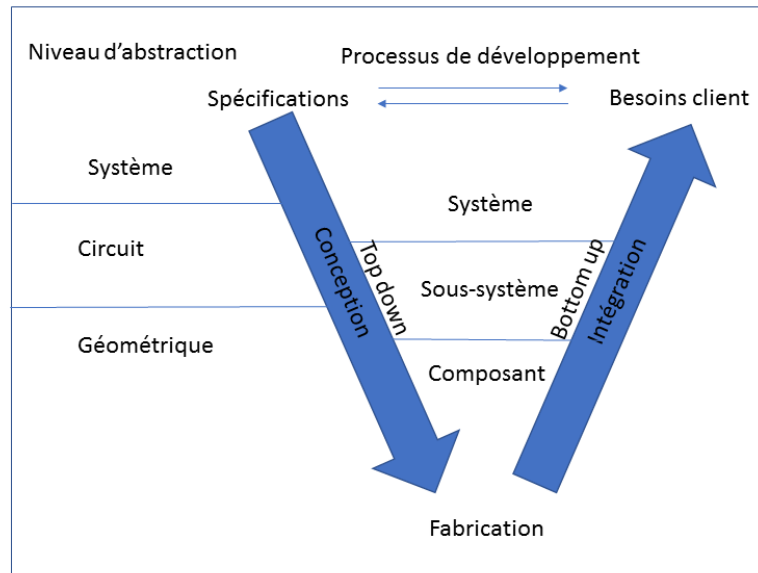 Niveau d'abstraction
Processus de développement
Spécifications
Besoins client
Système
Système
Circuit
Conception
Top down
Sous-système
Bottom up
Intégration
Géométrique
Composant
Fabrication